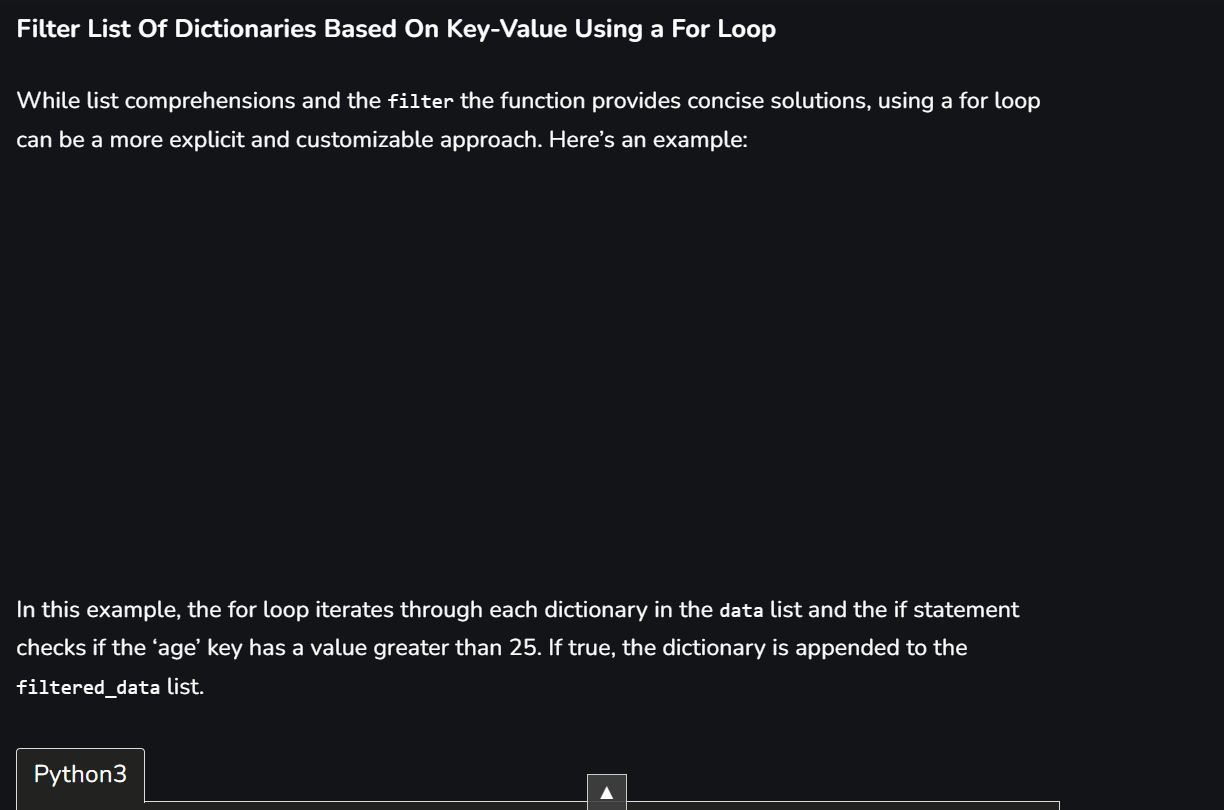 Filter List Of Dictionaries Based On Key-Value Using a For Loop
While list comprehensions and the filter the function provides concise solutions, using a for loop
can be a more explicit and customizable approach. Here’s an example:
In this example, the for loop iterates through each dictionary in the data list and the if statement
checks if the ‘age’ key has a value greater than 25. If true, the dictionary is appended to the
filtered_data list.
Python3